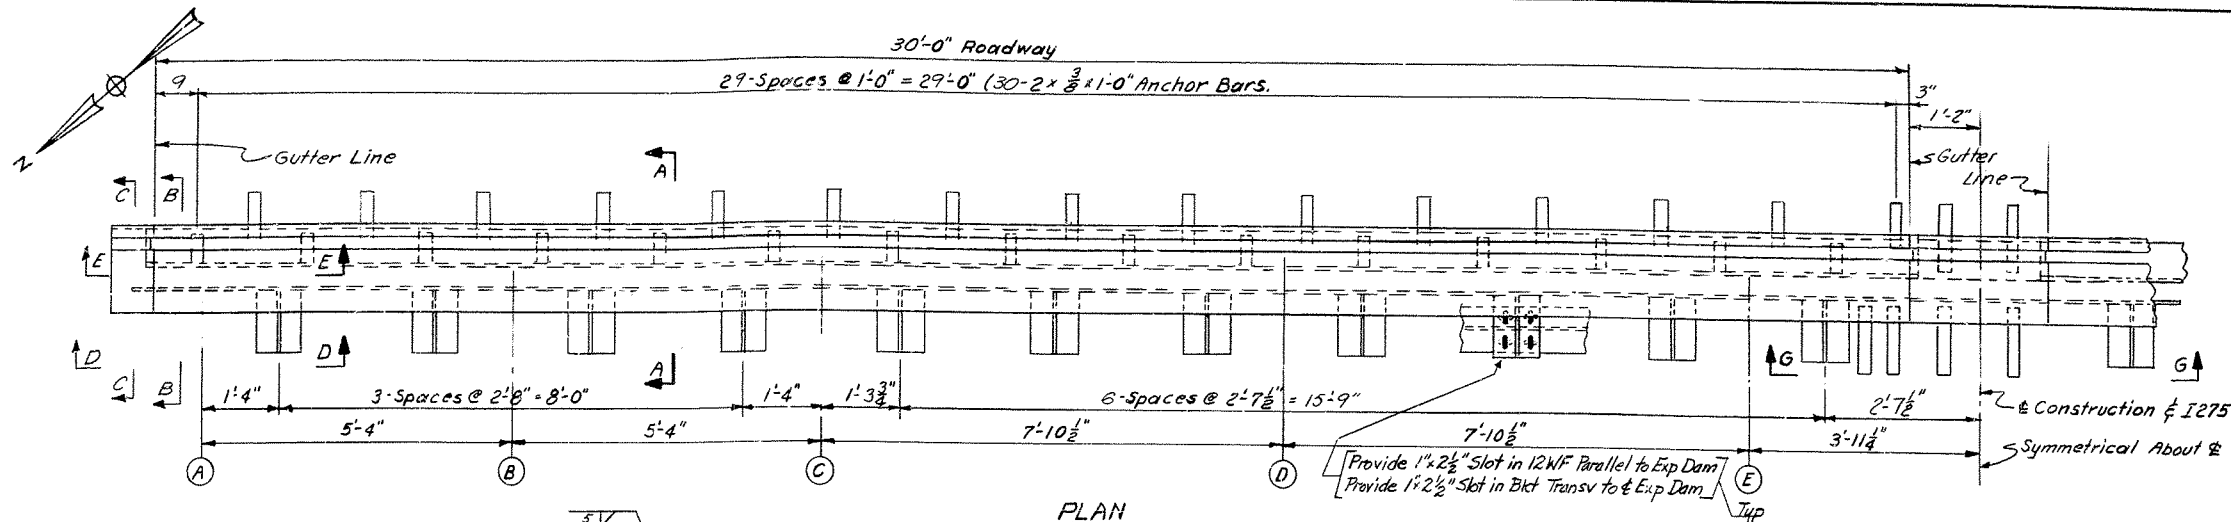 30'-0" Roadway
29-Spaces @ 1'-0" = 29'-0" (30-2 x 3/8 x 1'-0" Anchor Bars.
9
3"
1'-2"
N
Gutter Line
Gutter
Line
A
C
B
E
E
D
D
C
B
A
G
G
1'-4"
3-Spaces @ 2'-8" = 8'-0"
1'-4"
1'-3 3/4"
6-Spaces @ 2'-7 1/2" = 15'-9"
2'-7 1/2"
℄ Construction ℄ I275
5'-4"
5'-4"
7'-10 1/2"
7'-10 1/2"
3'-11 1/4"
Symmetrical About ℄
A
B
C
D
E
Provide 1" x 2 1/2" Slot in 12WF Parallel to Exp Dam
Provide 1" x 2 1/2" Slot in Bkt Transv to ℄ Exp Dam
Typ
PLAN